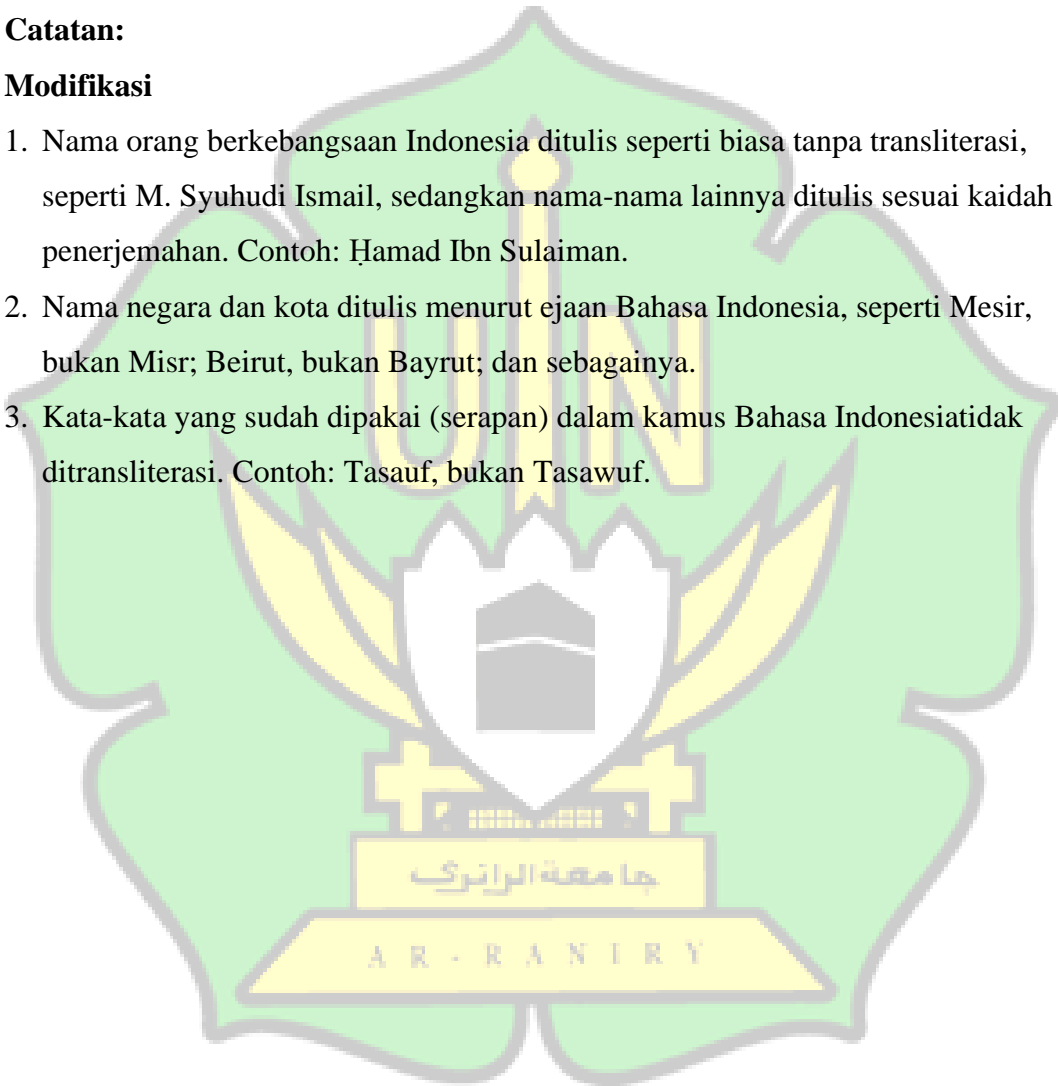 Catatan:
Modifikasi
1. Nama orang berkebangsaan Indonesia ditulis seperti biasa tanpa transliterasi,
seperti M. Syuhudi Ismail, sedangkan nama-nama lainnya ditulis sesuai kaidah
penerjemahan. Contoh: Ḥamad Ibn Sulaiman.
2. Nama negara dan kota ditulis menurut ejaan Bahasa Indonesia, seperti Mesir,
bukan Misr; Beirut, bukan Bayrut; dan sebagainya.
3. Kata-kata yang sudah dipakai (serapan) dalam kamus Bahasa Indonesiatidak
ditransliterasi. Contoh: Tasauf, bukan Tasawuf.
UIN
جامعة الرانري
AR-RANIRY